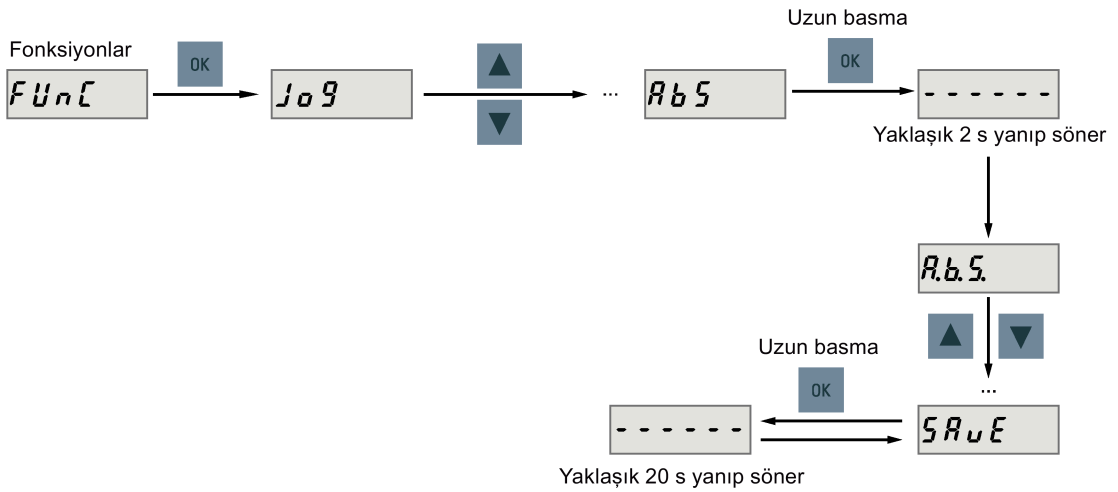 Fonksiyonlar
FUnC
OK
Jog
...
AbS
Uzun basma
OK
- - - - - -
Yaklaşık 2 s yanıp söner
A.b.S.
...
SAvE
Uzun basma
OK
- - - - - -
Yaklaşık 20 s yanıp söner